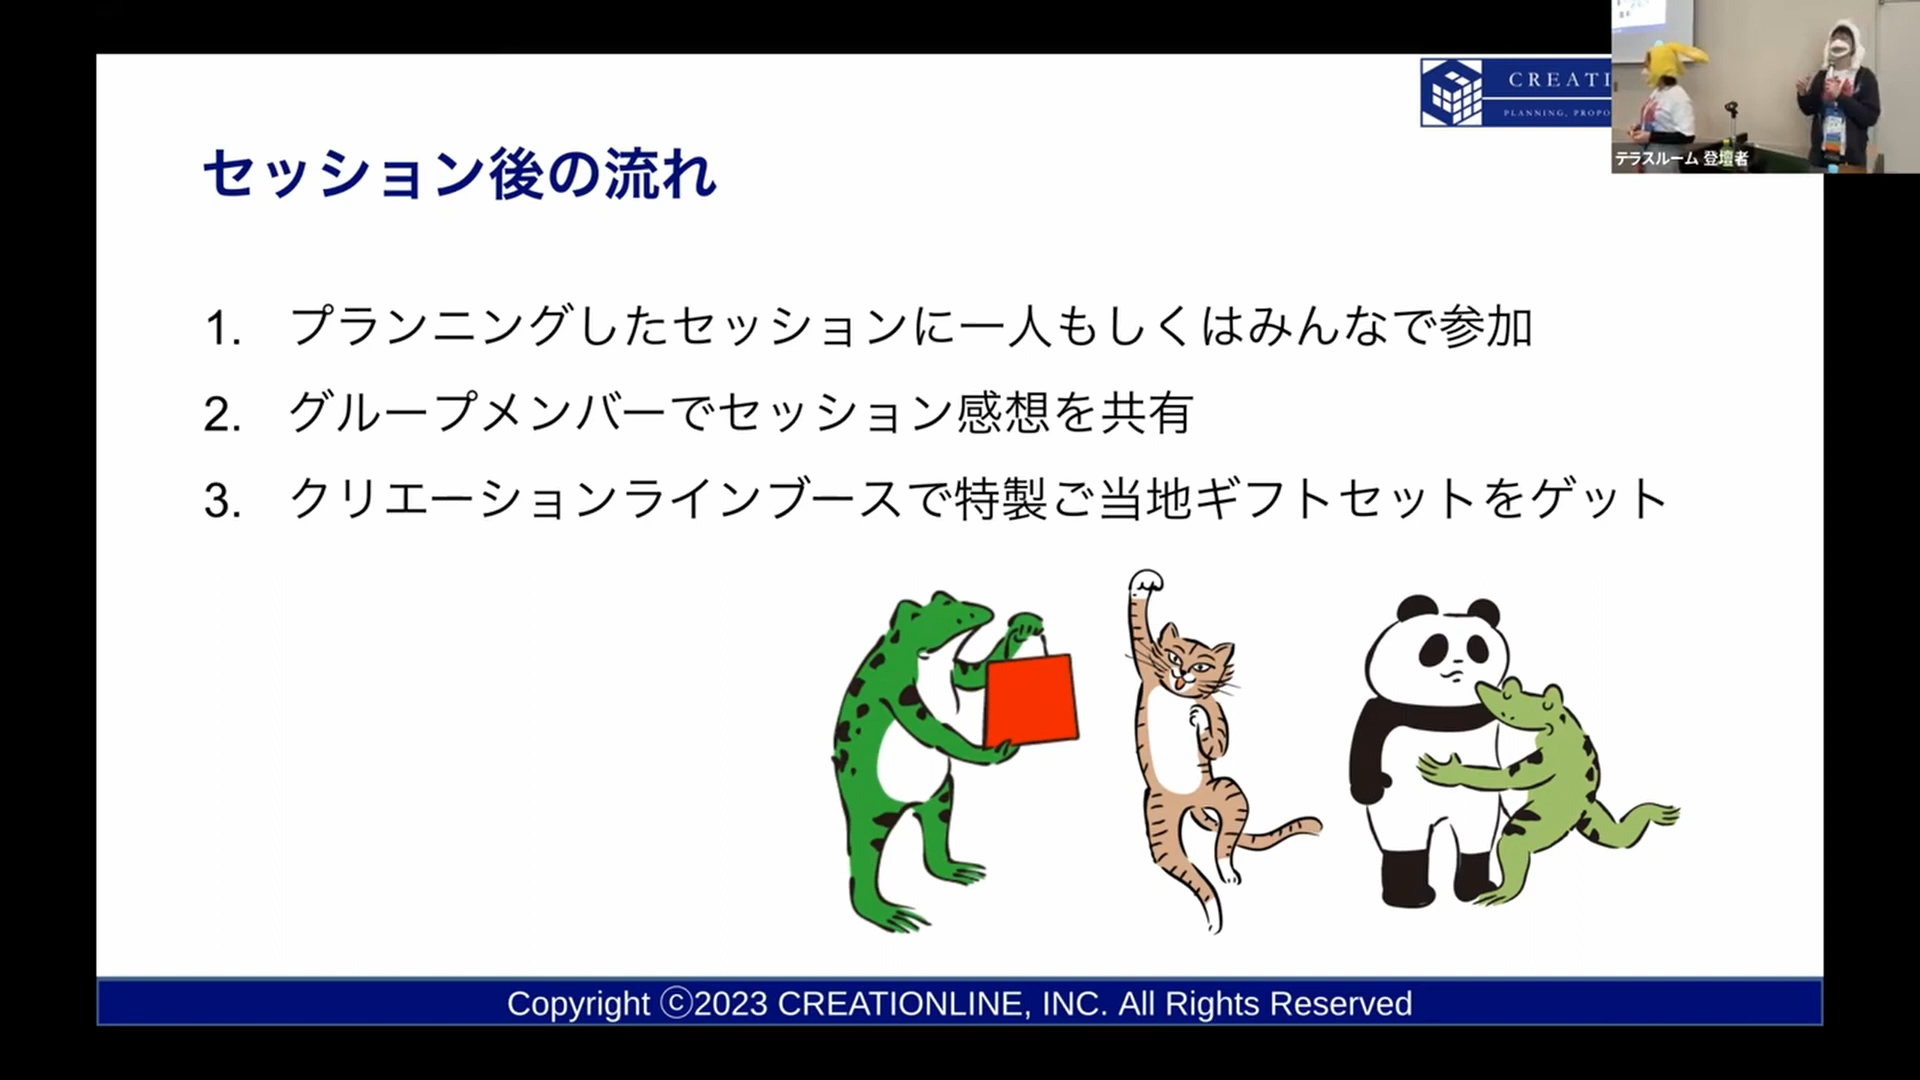 CREATI
PLANNING, PROPO
テラスルーム 登壇者
セッション後の流れ
1. プランニングしたセッションに一人もしくはみんなで参加
2. グループメンバーでセッション感想を共有
3. クリエーションラインブースで特製ご当地ギフトセットをゲット
Copyright ⓒ2023 CREATIONLINE, INC. All Rights Reserved